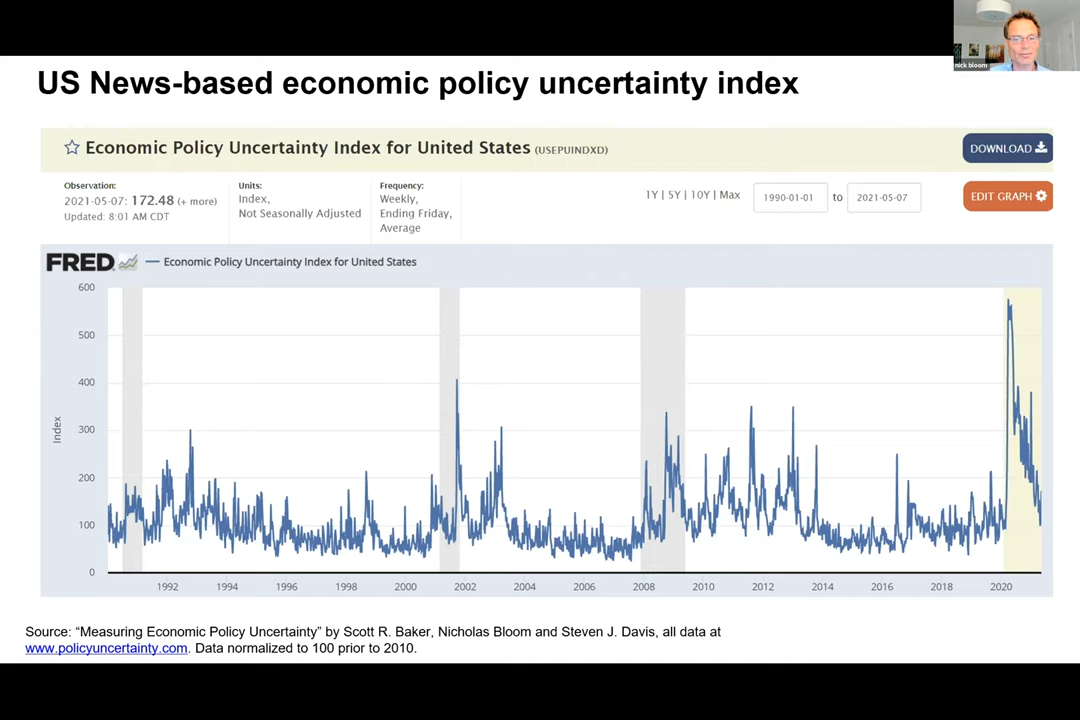 nick bloom
US News-based economic policy uncertainty index
☆ Economic Policy Uncertainty Index for United States (USEPUINDXD)
DOWNLOAD
Observation:
2021-05-07: 172.48 (+ more)
Updated: 8:01 AM CDT
Units:
Index,
Not Seasonally Adjusted
Frequency:
Weekly,
Ending Friday,
Average
1Y | 5Y | 10Y | Max
1990-01-01 to 2021-05-07
EDIT GRAPH
FRED — Economic Policy Uncertainty Index for United States
600
500
400
300
200
100
0
Index
1992 1994 1996 1998 2000 2002 2004 2006 2008 2010 2012 2014 2016 2018 2020
Source: “Measuring Economic Policy Uncertainty” by Scott R. Baker, Nicholas Bloom and Steven J. Davis, all data at
www.policyuncertainty.com. Data normalized to 100 prior to 2010.